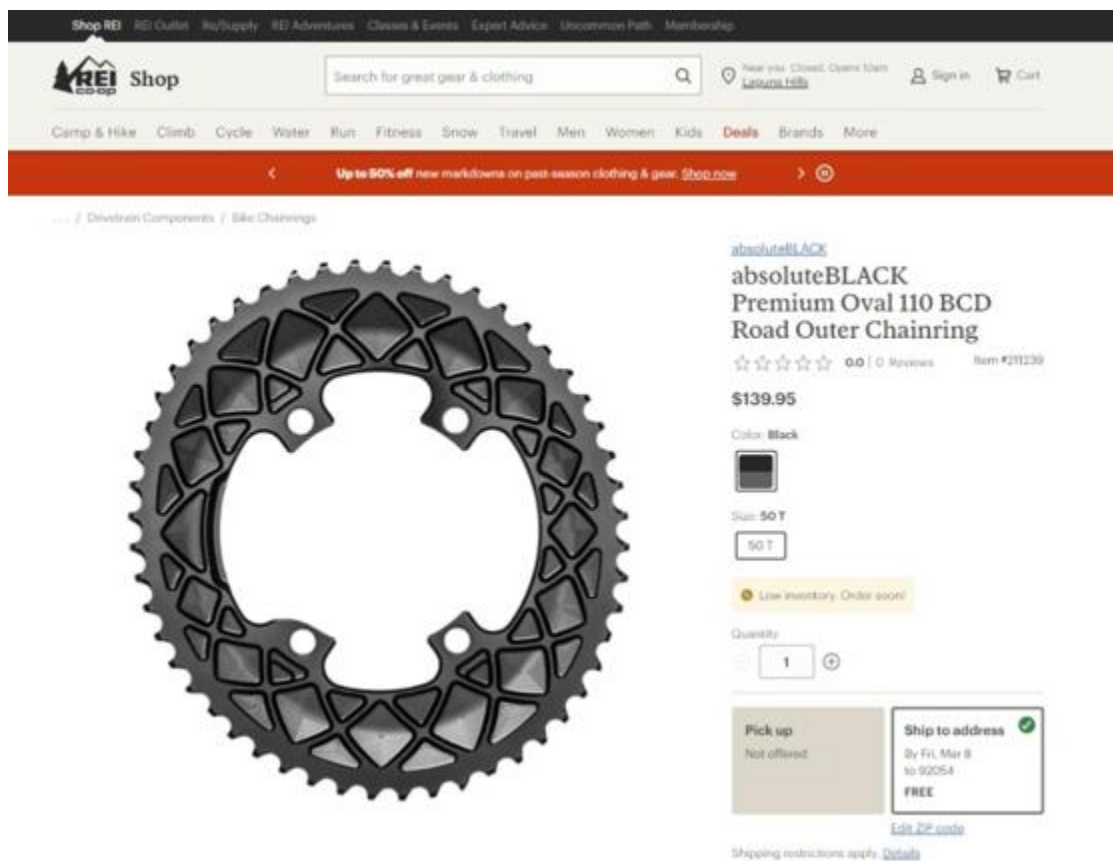 Shop REI REI Outlet Re/Supply REI Adventures Classes & Events Expert Advice Uncommon Path Membership
REI
CO-OP
Shop
Search for great gear & clothing
Near you. Closed. Opens 10am
Laguna Hills
Sign in
Cart
Camp & Hike Climb Cycle Water Run Fitness Snow Travel Men Women Kids Deals Brands More
Up to 50% off new markdowns on past-season clothing & gear. Shop now
... / Drivetrain Components / Bike Chainrings
absoluteBLACK
absoluteBLACK
Premium Oval 110 BCD
Road Outer Chainring
0.0 | 0 Reviews Item #211239
$139.95
Color: Black
Size: 50 T
50 T
Low inventory. Order soon!
Quantity
1
Pick up
Not offered
Ship to address
By Fri, Mar 8
to 92054
FREE
Edit ZIP code
Shipping restrictions apply. Details